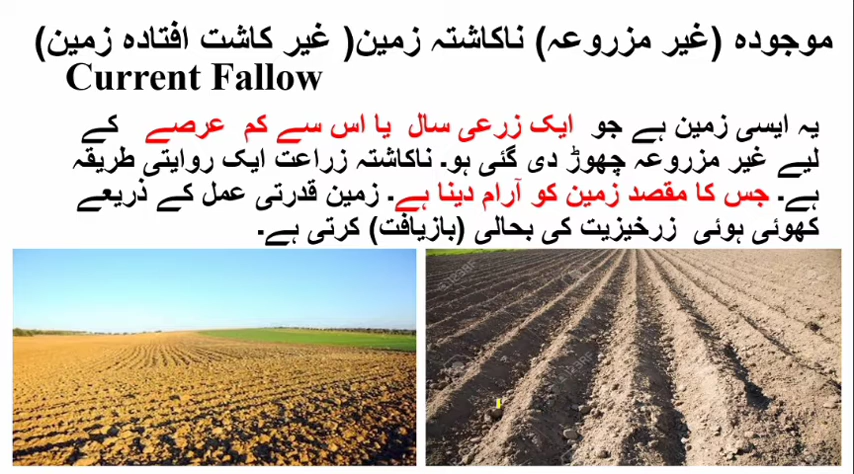 موجودہ (غیر مزروعہ) ناکاشتہ زمین( غیر کاشت افتادہ زمین)
Current Fallow
یہ ایسی زمین ہے جو ایک زرعی سال یا اس سے کم عرصے کے
لیے غیر مزروعہ چھوڑ دی گئی ہو۔ ناکاشتہ زراعت ایک روایتی طریقہ
ہے۔ جس کا مقصد زمین کو آرام دینا ہے۔ زمین قدرتی عمل کے ذریعے
کھوئی ہوئی زرخیزیت کی بحالی (بازیافت) کرتی ہے۔